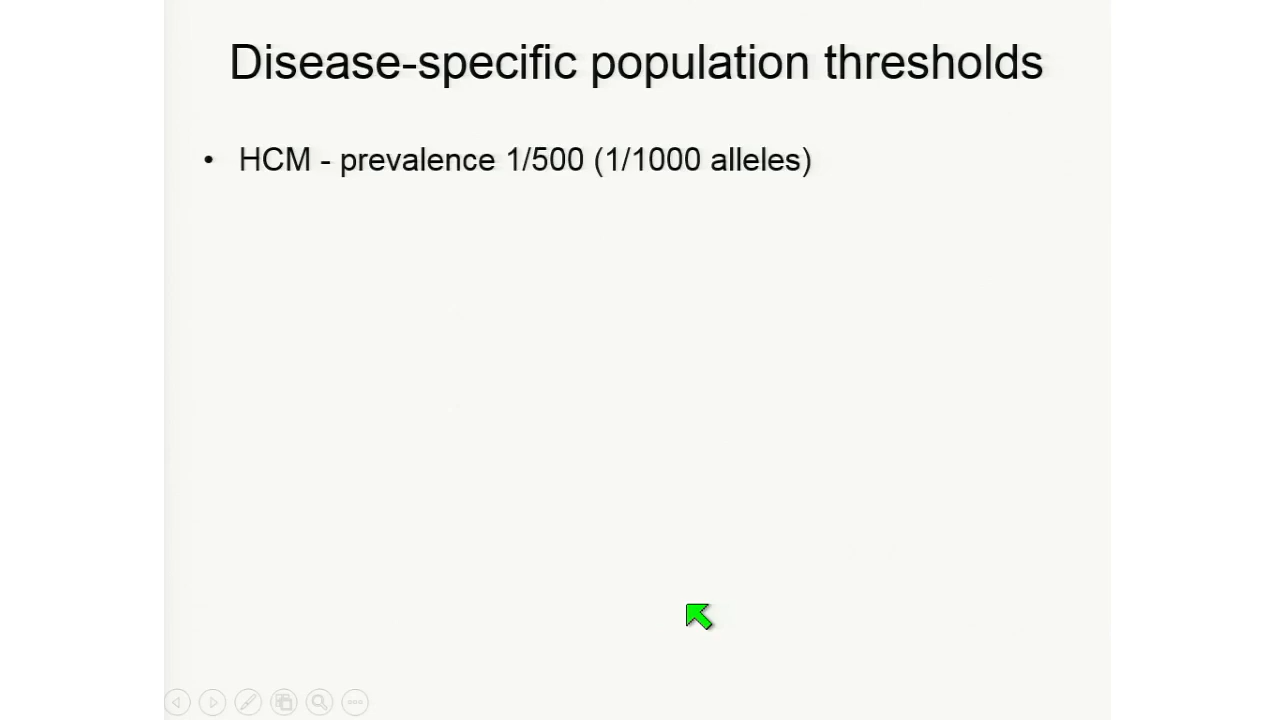 Disease-specific population thresholds
• HCM - prevalence 1/500 (1/1000 alleles)